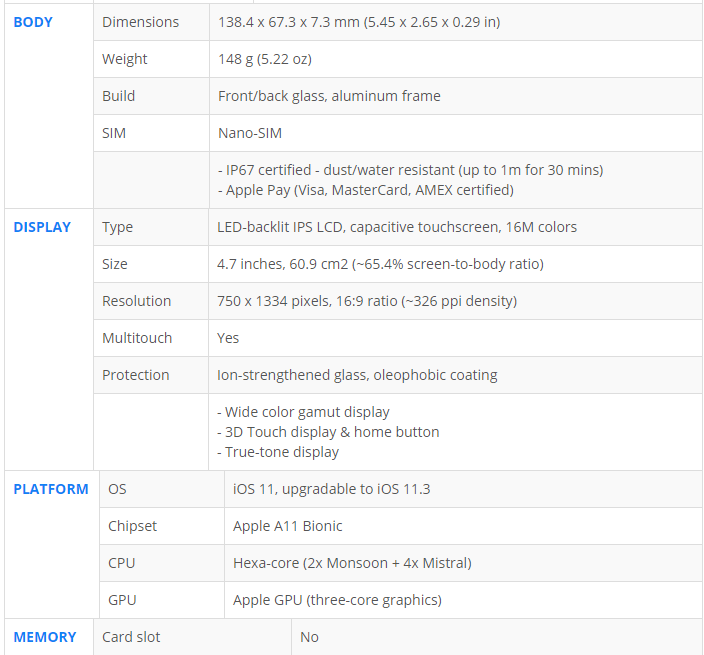 BODY
Dimensions
138.4 x 67.3 x 7.3 mm (5.45 x 2.65 x 0.29 in)
Weight
148 g (5.22 oz)
Build
Front/back glass, aluminum frame
SIM
Nano-SIM
- IP67 certified - dust/water resistant (up to 1m for 30 mins)
- Apple Pay (Visa, MasterCard, AMEX certified)
DISPLAY
Type
LED-backlit IPS LCD, capacitive touchscreen, 16M colors
Size
4.7 inches, 60.9 cm2 (~65.4% screen-to-body ratio)
Resolution
750 x 1334 pixels, 16:9 ratio (~326 ppi density)
Multitouch
Yes
Protection
Ion-strengthened glass, oleophobic coating
- Wide color gamut display
- 3D Touch display & home button
- True-tone display
PLATFORM
OS
iOS 11, upgradable to iOS 11.3
Chipset
Apple A11 Bionic
CPU
Hexa-core (2x Monsoon + 4x Mistral)
GPU
Apple GPU (three-core graphics)
MEMORY
Card slot
No